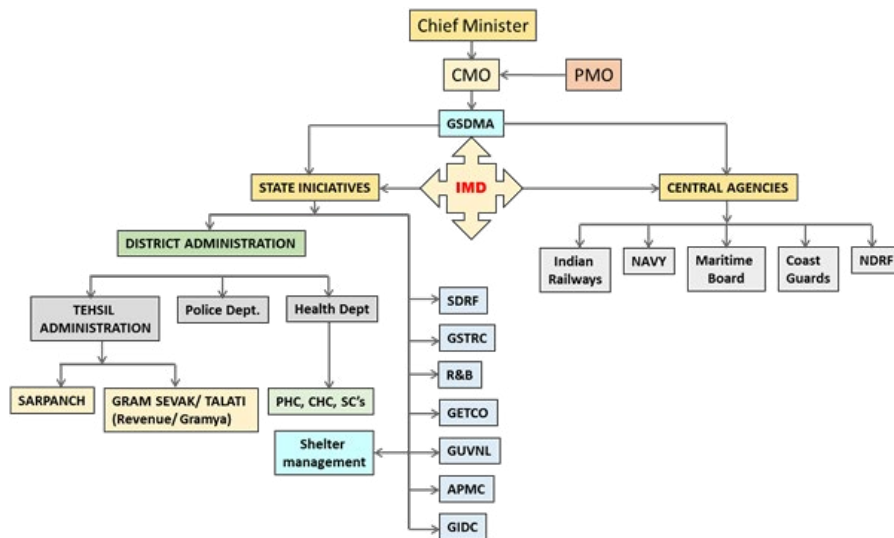 Chief Minister
CMO
PMO
GSDMA
STATE INICIATIVES
IMD
CENTRAL AGENCIES
DISTRICT ADMINISTRATION
Indian
Railways
NAVY
Maritime
Board
Coast
Guards
NDRF
TEHSIL
ADMINISTRATION
Police Dept.
Health Dept
SARPANCH
GRAM SEVAK/ TALATI
(Revenue/ Gramya)
PHC, CHC, SC's
Shelter
management
SDRF
GSTRC
R&B
GETCO
GUVNL
APMC
GIDC